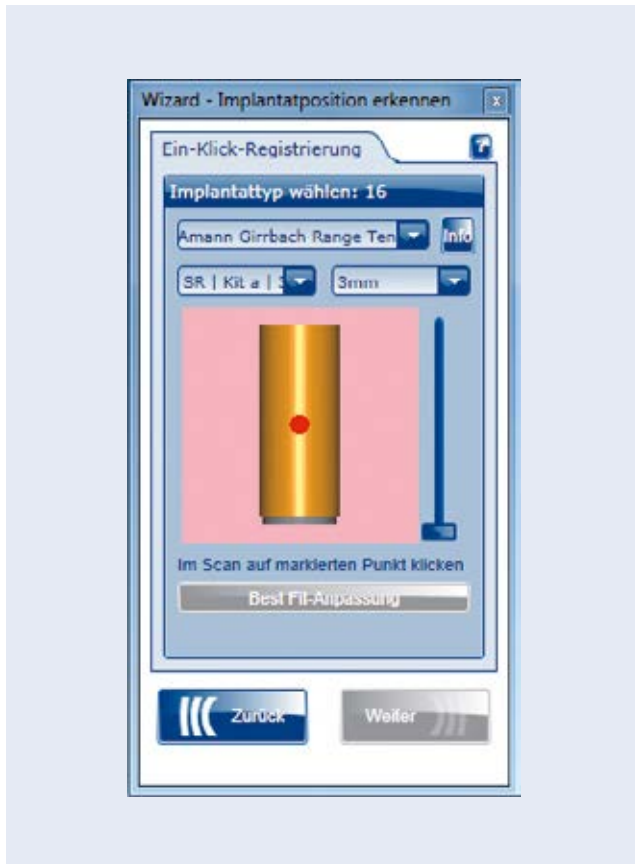 Wizard - Implantatposition erkennen
Ein-Klick-Registrierung
?
Implantattyp wählen: 16
Amann Girrbach Range Ten
Info
SR | Kit a | 3
3mm
Im Scan auf markierten Punkt klicken
Best Fit-Anpassung
Zurück
Weiter